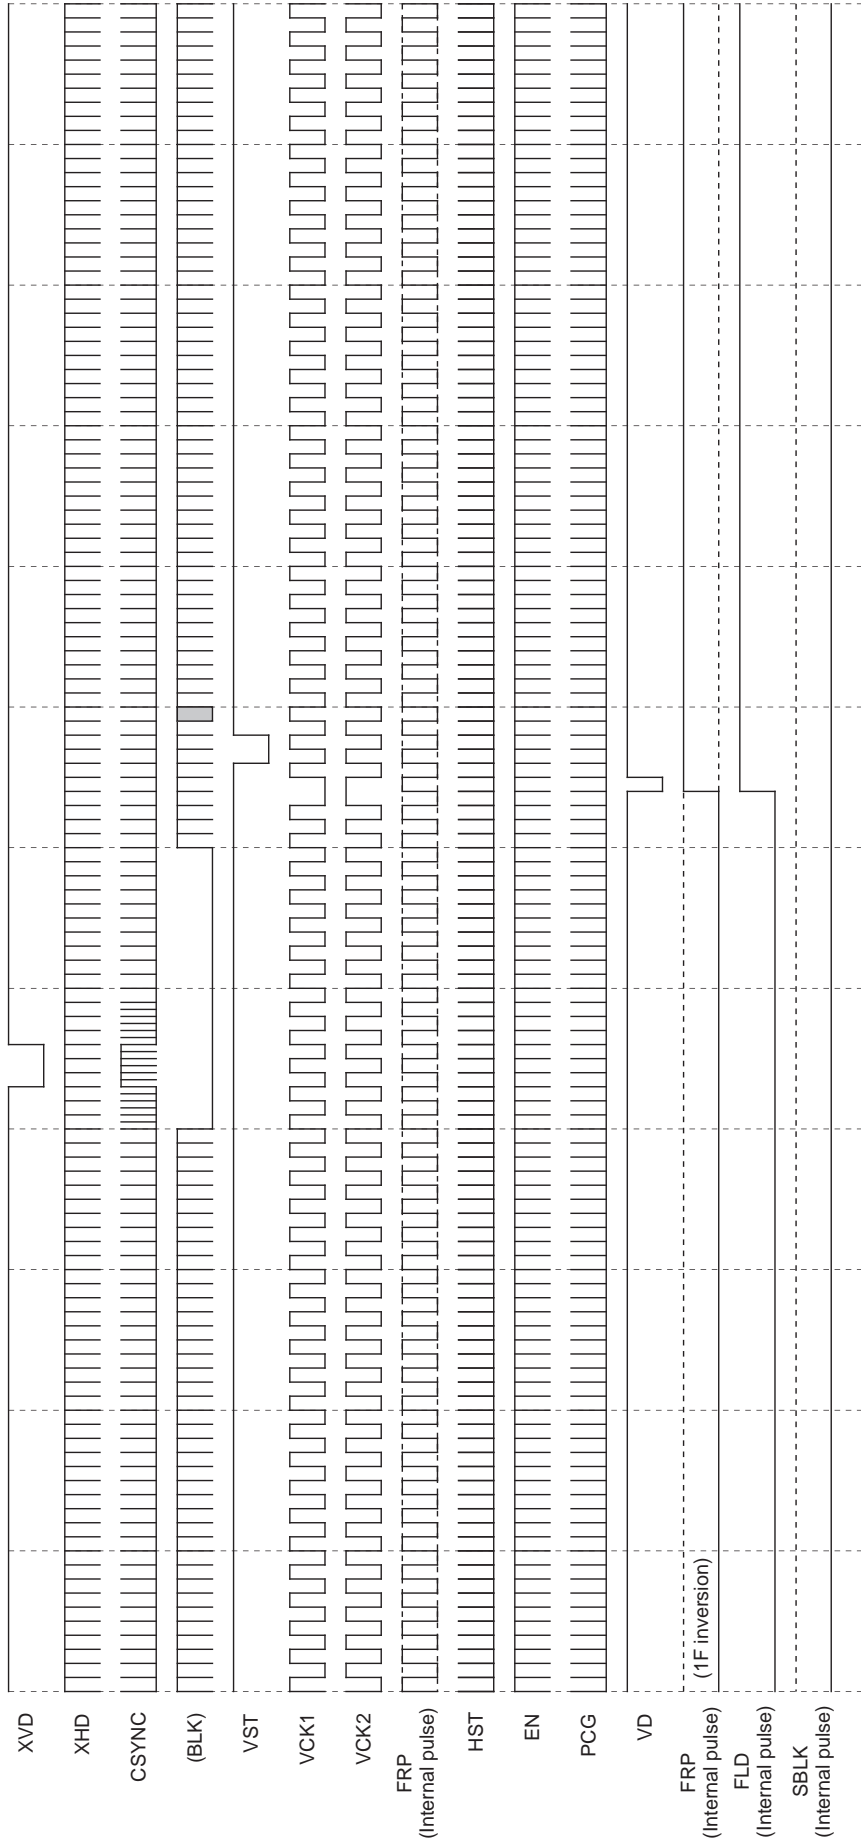 XVD
XHD
CSYNC
(BLK)
VST
VCK1
VCK2
FRP
(Internal pulse)
HST
EN
PCG
VD
FRP
(Internal pulse)
(1F inversion)
FLD
(Internal pulse)
SBLK
(Internal pulse)